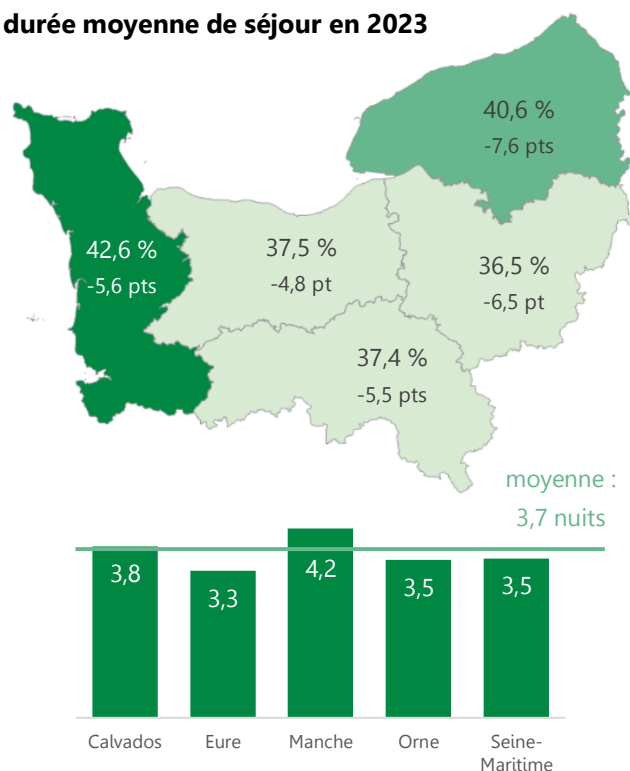 durée moyenne de séjour en 2023
40,6 %
-7,6 pts
42,6 %
-5,6 pts
37,5 %
-4,8 pt
36,5 %
-6,5 pt
37,4 %
-5,5 pts
moyenne :
3,7 nuits
3,8
3,3
4,2
3,5
3,5
Calvados
Eure
Manche
Orne
Seine-
Maritime